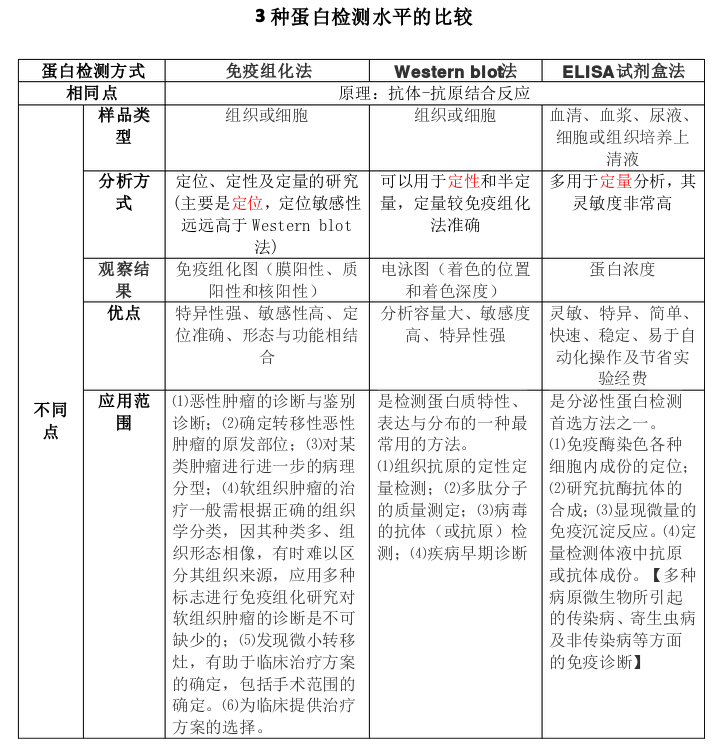 3 种蛋白检测水平的比较
蛋白检测方式
免疫组化法
Western blot法
ELISA试剂盒法
相同点
原理：抗体-抗原结合反应
不同
点
样品类
型
组织或细胞
组织或细胞
血清、血浆、尿液、
细胞或组织培养上
清液
分析方
式
定位、定性及定量的研究
(主要是定位，定位敏感性
远远高于 Western blot
法)
可以用于定性和半定
量，定量较免疫组化
法准确
多用于定量分析，其
灵敏度非常高
观察结
果
免疫组化图（膜阳性、质
阳性和核阳性）
电泳图（着色的位置
和着色深度）
蛋白浓度
优点
特异性强、敏感性高、定
位准确、形态与功能相结
合
分析容量大、敏感度
高、特异性强
灵敏、特异、简单、
快速、稳定、易于自
动化操作及节省实
验经费
应用范
围
⑴恶性肿瘤的诊断与鉴别
诊断；⑵确定转移性恶性
肿瘤的原发部位；⑶对某
类肿瘤进行进一步的病理
分型；⑷软组织肿瘤的治
疗一般需根据正确的组织
学分类，因其种类多、组
织形态相像，有时难以区
分其组织来源，应用多种
标志进行免疫组化研究对
软组织肿瘤的诊断是不可
缺少的；⑸发现微小转移
灶，有助于临床治疗方案
的确定，包括手术范围的
确定。⑹为临床提供治疗
方案的选择。
是检测蛋白质特性、
表达与分布的一种最
常用的方法。
⑴组织抗原的定性定
量检测；⑵多肽分子
的质量测定；⑶病毒
的抗体（或抗原）检
测；⑷疾病早期诊断
是分泌性蛋白检测
首选方法之一。
⑴免疫酶染色各种
细胞内成份的定位；
⑵研究抗酶抗体的
合成；⑶显现微量的
免疫沉淀反应。⑷定
量检测体液中抗原
或抗体成份。【多种
病原微生物所引起
的传染病、寄生虫病
及非传染病等方面
的免疫诊断】